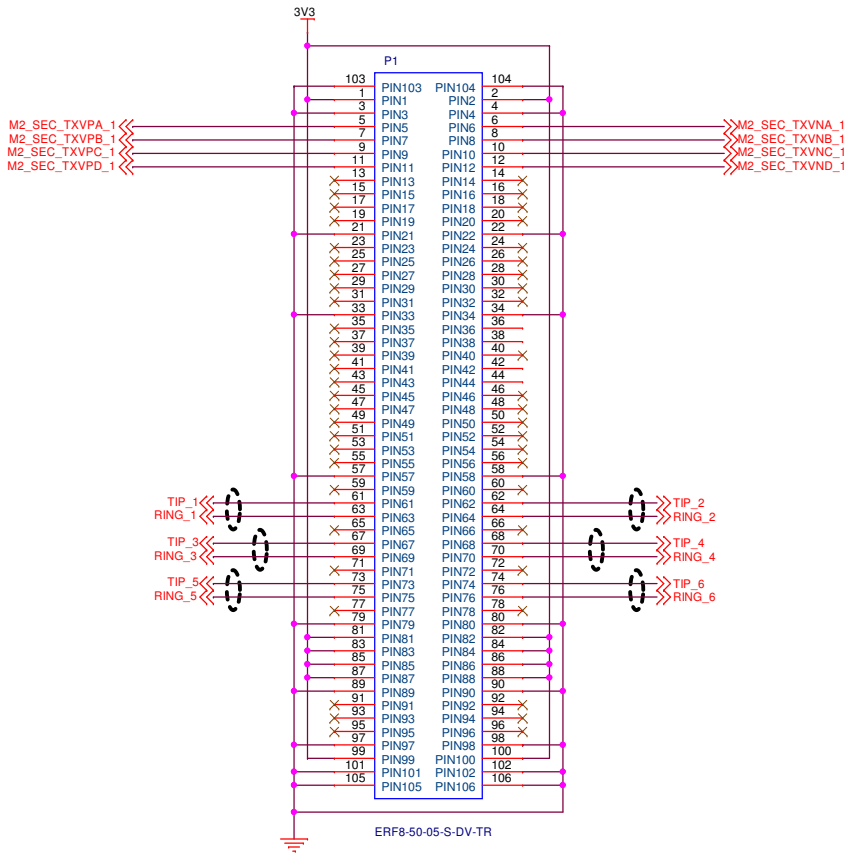 3V3
P1
103 PIN103 PIN104 104
1 PIN1 PIN2 2
3 PIN3 PIN4 4
M2_SEC_TXVPA_1 5 PIN5 PIN6 6 M2_SEC_TXVNA_1
M2_SEC_TXVPB_1 7 PIN7 PIN8 8 M2_SEC_TXVNB_1
M2_SEC_TXVPC_1 9 PIN9 PIN10 10 M2_SEC_TXVNC_1
M2_SEC_TXVPD_1 11 PIN11 PIN12 12 M2_SEC_TXVND_1
13 PIN13 PIN14 14
15 PIN15 PIN16 16
17 PIN17 PIN18 18
19 PIN19 PIN20 20
21 PIN21 PIN22 22
23 PIN23 PIN24 24
25 PIN25 PIN26 26
27 PIN27 PIN28 28
29 PIN29 PIN30 30
31 PIN31 PIN32 32
33 PIN33 PIN34 34
35 PIN35 PIN36 36
37 PIN37 PIN38 38
39 PIN39 PIN40 40
41 PIN41 PIN42 42
43 PIN43 PIN44 44
45 PIN45 PIN46 46
47 PIN47 PIN48 48
49 PIN49 PIN50 50
51 PIN51 PIN52 52
53 PIN53 PIN54 54
55 PIN55 PIN56 56
57 PIN57 PIN58 58
59 PIN59 PIN60 60
TIP_1 61 PIN61 PIN62 62 TIP_2
RING_1 63 PIN63 PIN64 64 RING_2
65 PIN65 PIN66 66
TIP_3 67 PIN67 PIN68 68 TIP_4
RING_3 69 PIN69 PIN70 70 RING_4
71 PIN71 PIN72 72
TIP_5 73 PIN73 PIN74 74 TIP_6
RING_5 75 PIN75 PIN76 76 RING_6
77 PIN77 PIN78 78
79 PIN79 PIN80 80
81 PIN81 PIN82 82
83 PIN83 PIN84 84
85 PIN85 PIN86 86
87 PIN87 PIN88 88
89 PIN89 PIN90 90
91 PIN91 PIN92 92
93 PIN93 PIN94 94
95 PIN95 PIN96 96
97 PIN97 PIN98 98
99 PIN99 PIN100 100
101 PIN101 PIN102 102
105 PIN105 PIN106 106
ERF8-50-05-S-DV-TR